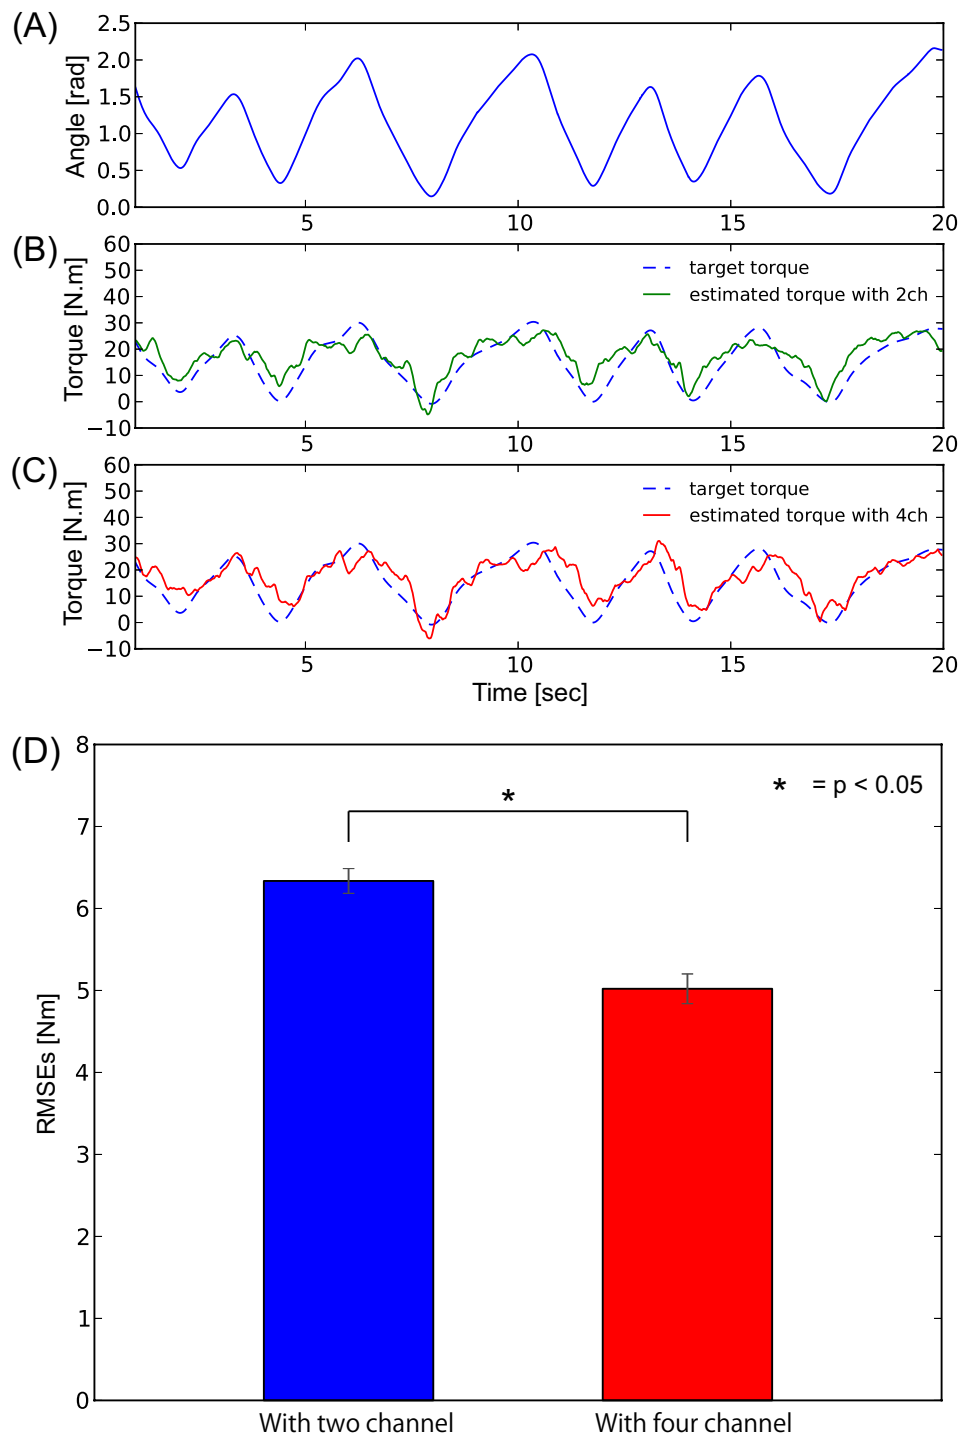 (A)
Angle [rad]
2.5
2.0
1.5
1.0
0.5
0.0
5
10
15
20
(B)
Torque [N.m]
60
50
40
30
20
10
0
−10
target torque
estimated torque with 2ch
5
10
15
20
(C)
Torque [N.m]
60
50
40
30
20
10
0
−10
target torque
estimated torque with 4ch
5
10
15
20
Time [sec]
(D)
RMSEs [Nm]
8
7
6
5
4
3
2
1
0
*
* = p < 0.05
With two channel
With four channel